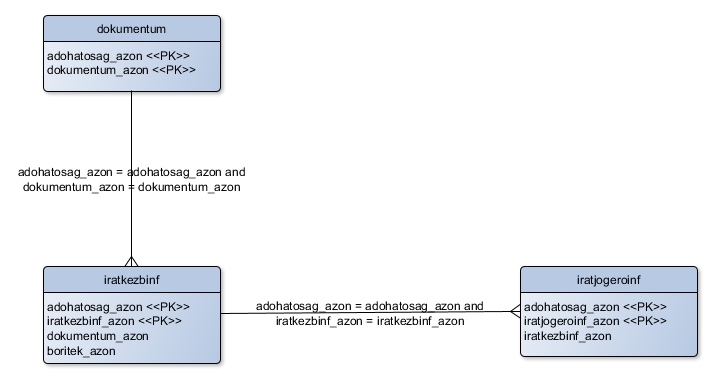 dokumentum
adohatosag_azon <<PK>>
dokumentum_azon <<PK>>
adohatosag_azon = adohatosag_azon and
dokumentum_azon = dokumentum_azon
iratkezbinf
adohatosag_azon <<PK>>
iratkezbinf_azon <<PK>>
dokumentum_azon
boritek_azon
adohatosag_azon = adohatosag_azon and
iratkezbinf_azon = iratkezbinf_azon
iratjogeroinf
adohatosag_azon <<PK>>
iratjogeroinf_azon <<PK>>
iratkezbinf_azon